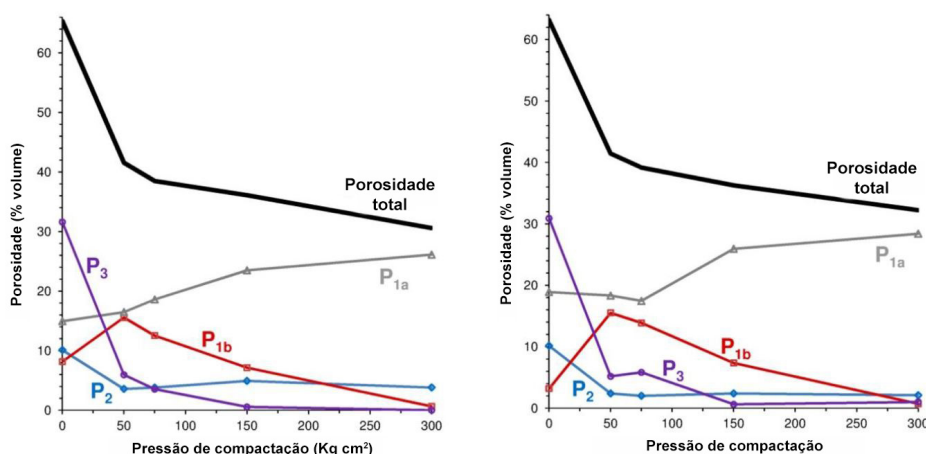 60
50
40
30
20
10
0
Porosidade (% volume)
Porosidade
total
P3
P1a
P1b
P2
0 50 100 150 200 250 300
Pressão de compactação (Kg cm²)
60
50
40
30
20
10
0
Porosidade (% volume)
Porosidade
total
P1a
P1b
P3
P2
0 50 100 150 200 250 300
Pressão de compactação